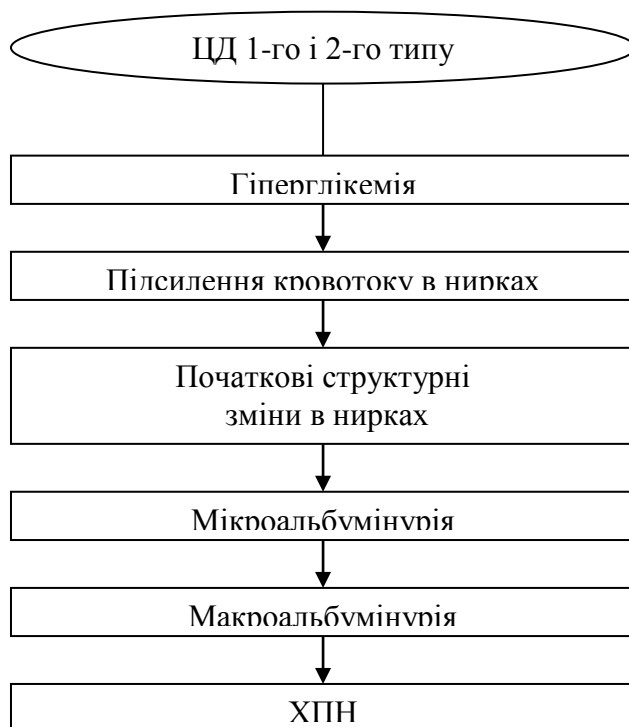 ЦД 1-го і 2-го типу
Гіперглікемія
Підсилення кровотоку в нирках
Початкові структурні
зміни в нирках
Мікроальбумінурія
Макроальбумінурія
ХПН